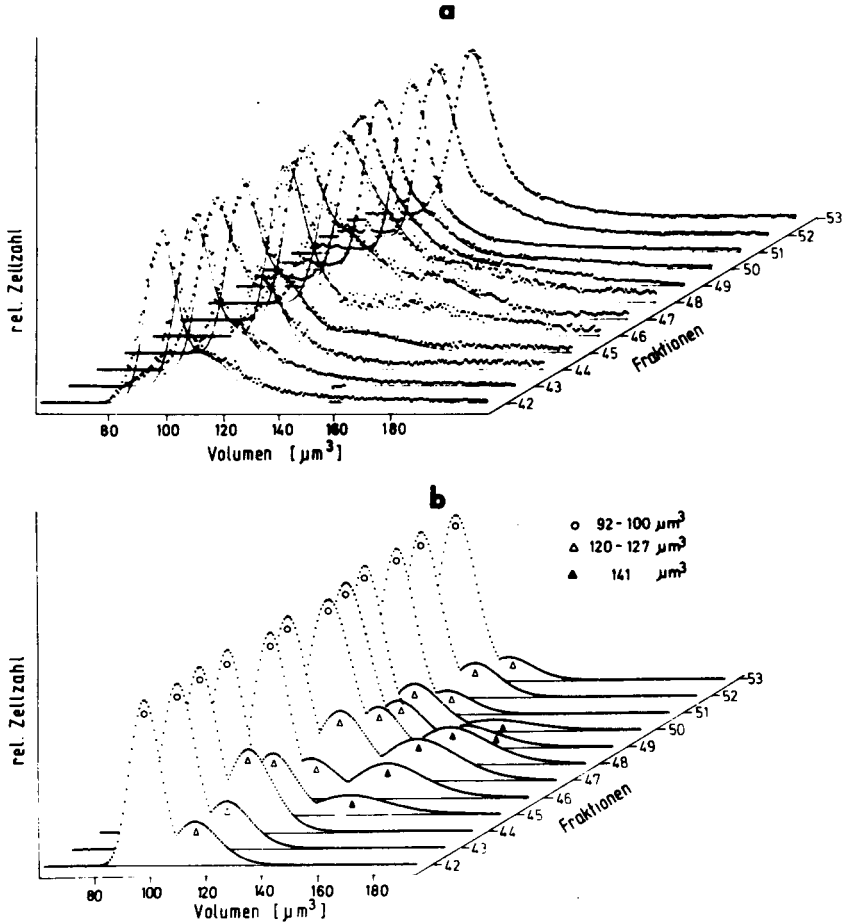 a
rel. Zellzahl
53
52
51
50
49
48
47
46
45
44
43
42
Fraktionen
80 100 120 140 160 180
Volumen [µm³]
b
○ 92-100 µm³
△ 120-127 µm³
▲ 141 µm³
rel. Zellzahl
53
52
51
50
49
48
47
46
45
44
43
42
Fraktionen
80 100 120 140 160 180
Volumen [µm³]